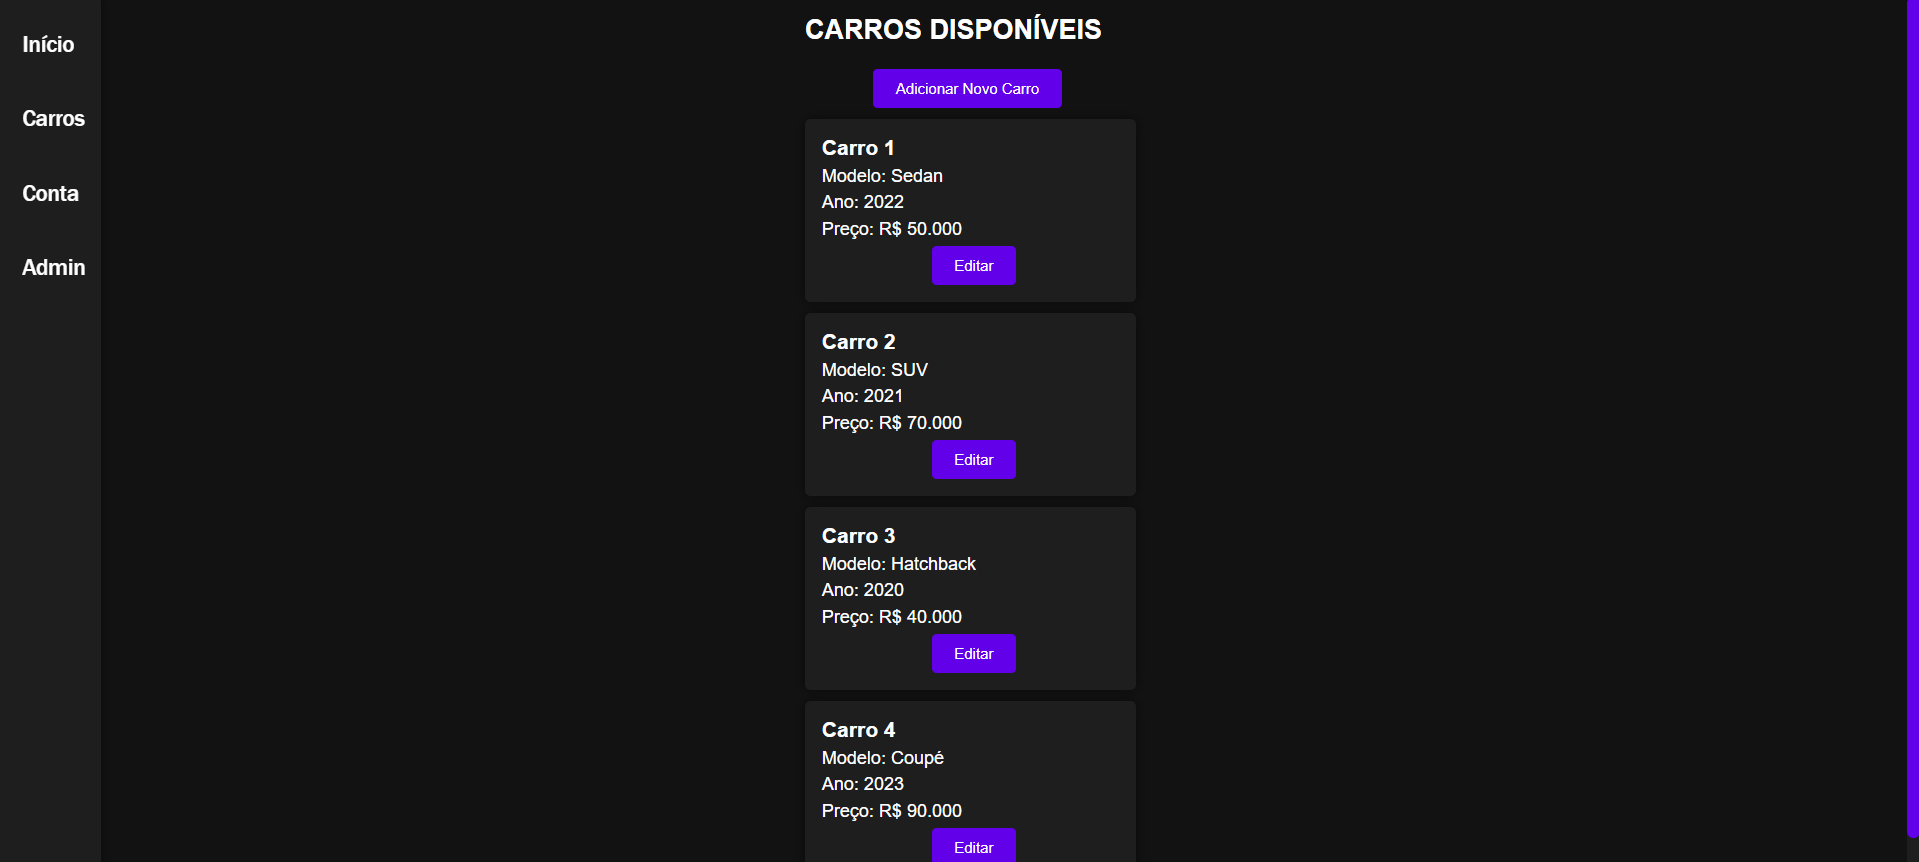 Início
Carros
Conta
Admin
CARROS DISPONÍVEIS
Adicionar Novo Carro
Carro 1
Modelo: Sedan
Ano: 2022
Preço: R$ 50.000
Editar
Carro 2
Modelo: SUV
Ano: 2021
Preço: R$ 70.000
Editar
Carro 3
Modelo: Hatchback
Ano: 2020
Preço: R$ 40.000
Editar
Carro 4
Modelo: Coupé
Ano: 2023
Preço: R$ 90.000
Editar